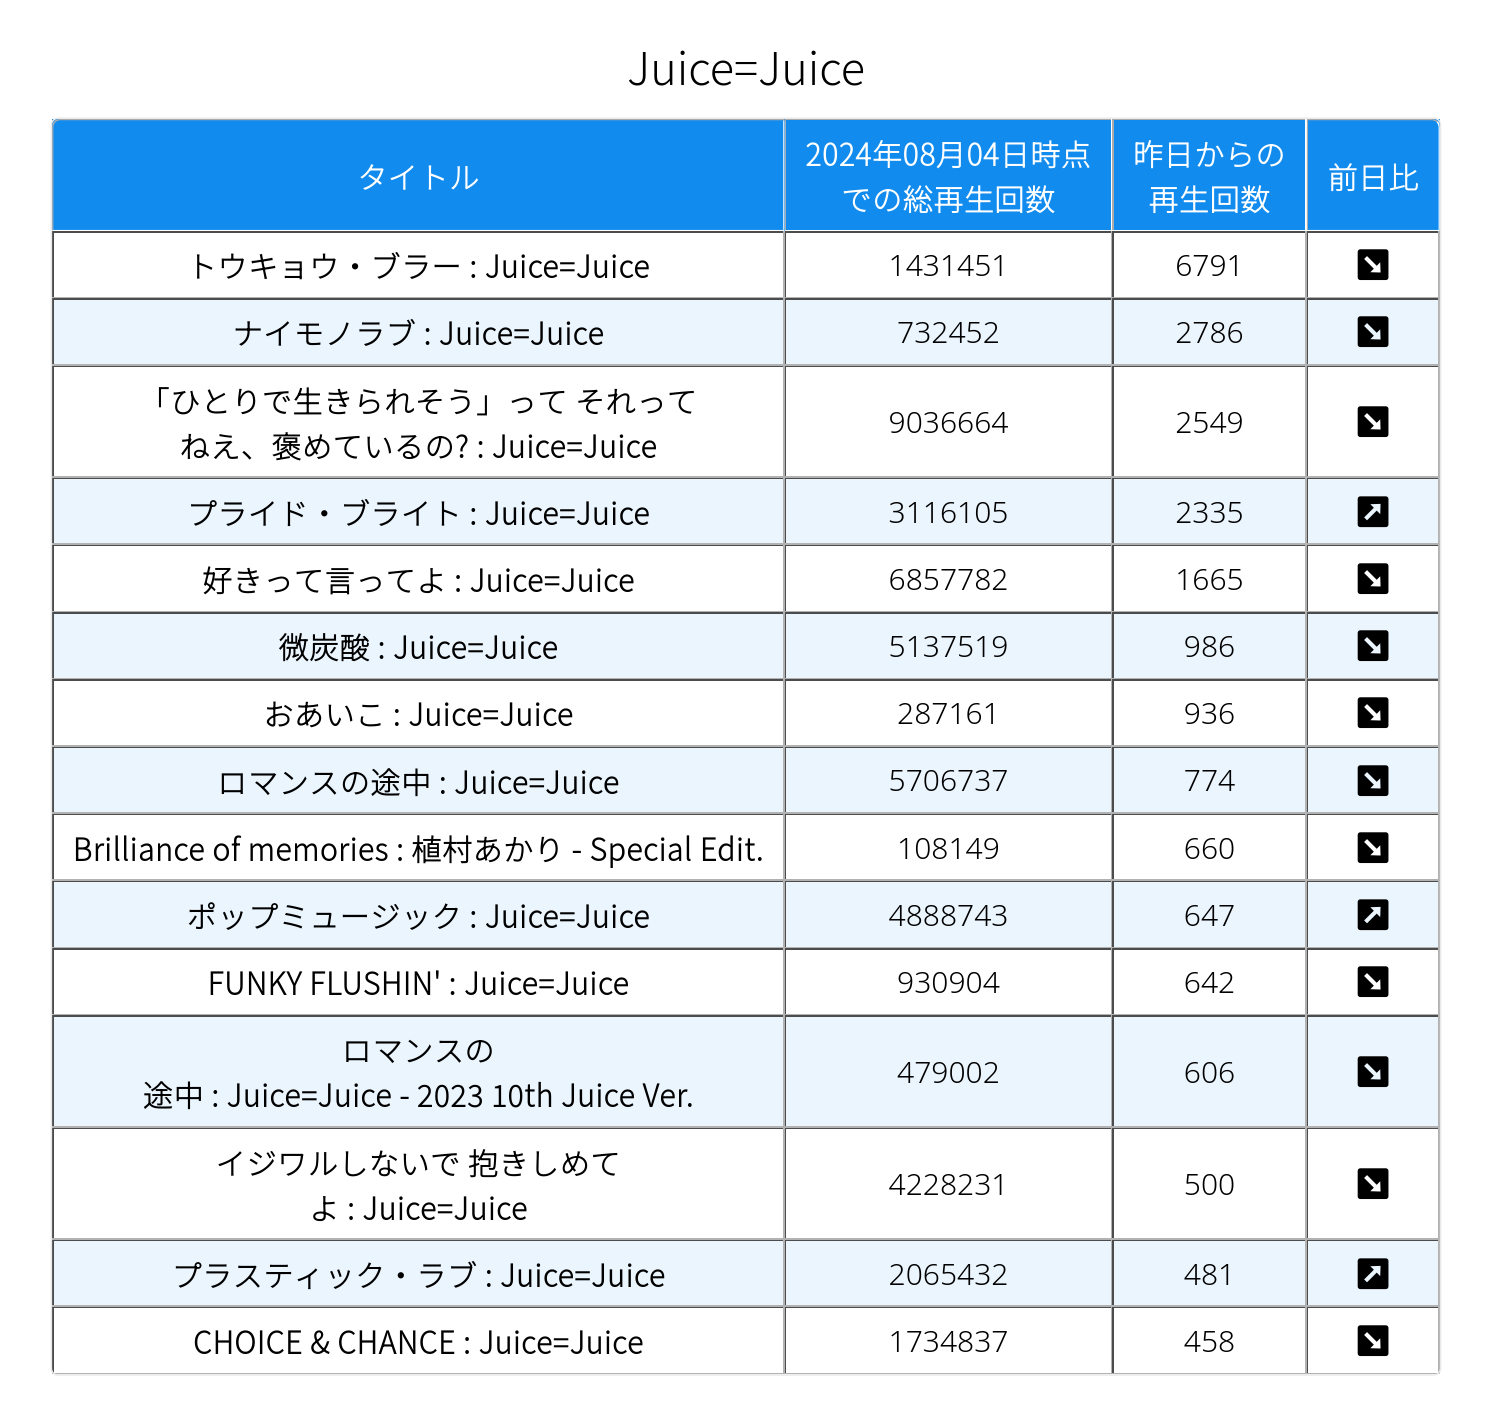 Juice=Juice
タイトル
2024年08月04日時点
での総再生回数
昨日からの
再生回数
前日比
トウキョウ・ブラー : Juice=Juice 1431451 6791 ↘
ナイモノラブ : Juice=Juice 732452 2786 ↘
「ひとりで生きられそう」って それって
ねえ、褒めているの? : Juice=Juice
9036664 2549 ↘
プライド・ブライト : Juice=Juice 3116105 2335 ↗
好きって言ってよ : Juice=Juice 6857782 1665 ↘
微炭酸 : Juice=Juice 5137519 986 ↘
おあいこ : Juice=Juice 287161 936 ↘
ロマンスの途中 : Juice=Juice 5706737 774 ↘
Brilliance of memories : 植村あかり - Special Edit. 108149 660 ↘
ポップミュージック : Juice=Juice 4888743 647 ↗
FUNKY FLUSHIN' : Juice=Juice 930904 642 ↘
ロマンスの
途中 : Juice=Juice - 2023 10th Juice Ver.
479002 606 ↘
イジワルしないで 抱きしめて
よ : Juice=Juice
4228231 500 ↘
プラスティック・ラブ : Juice=Juice 2065432 481 ↗
CHOICE & CHANCE : Juice=Juice 1734837 458 ↘